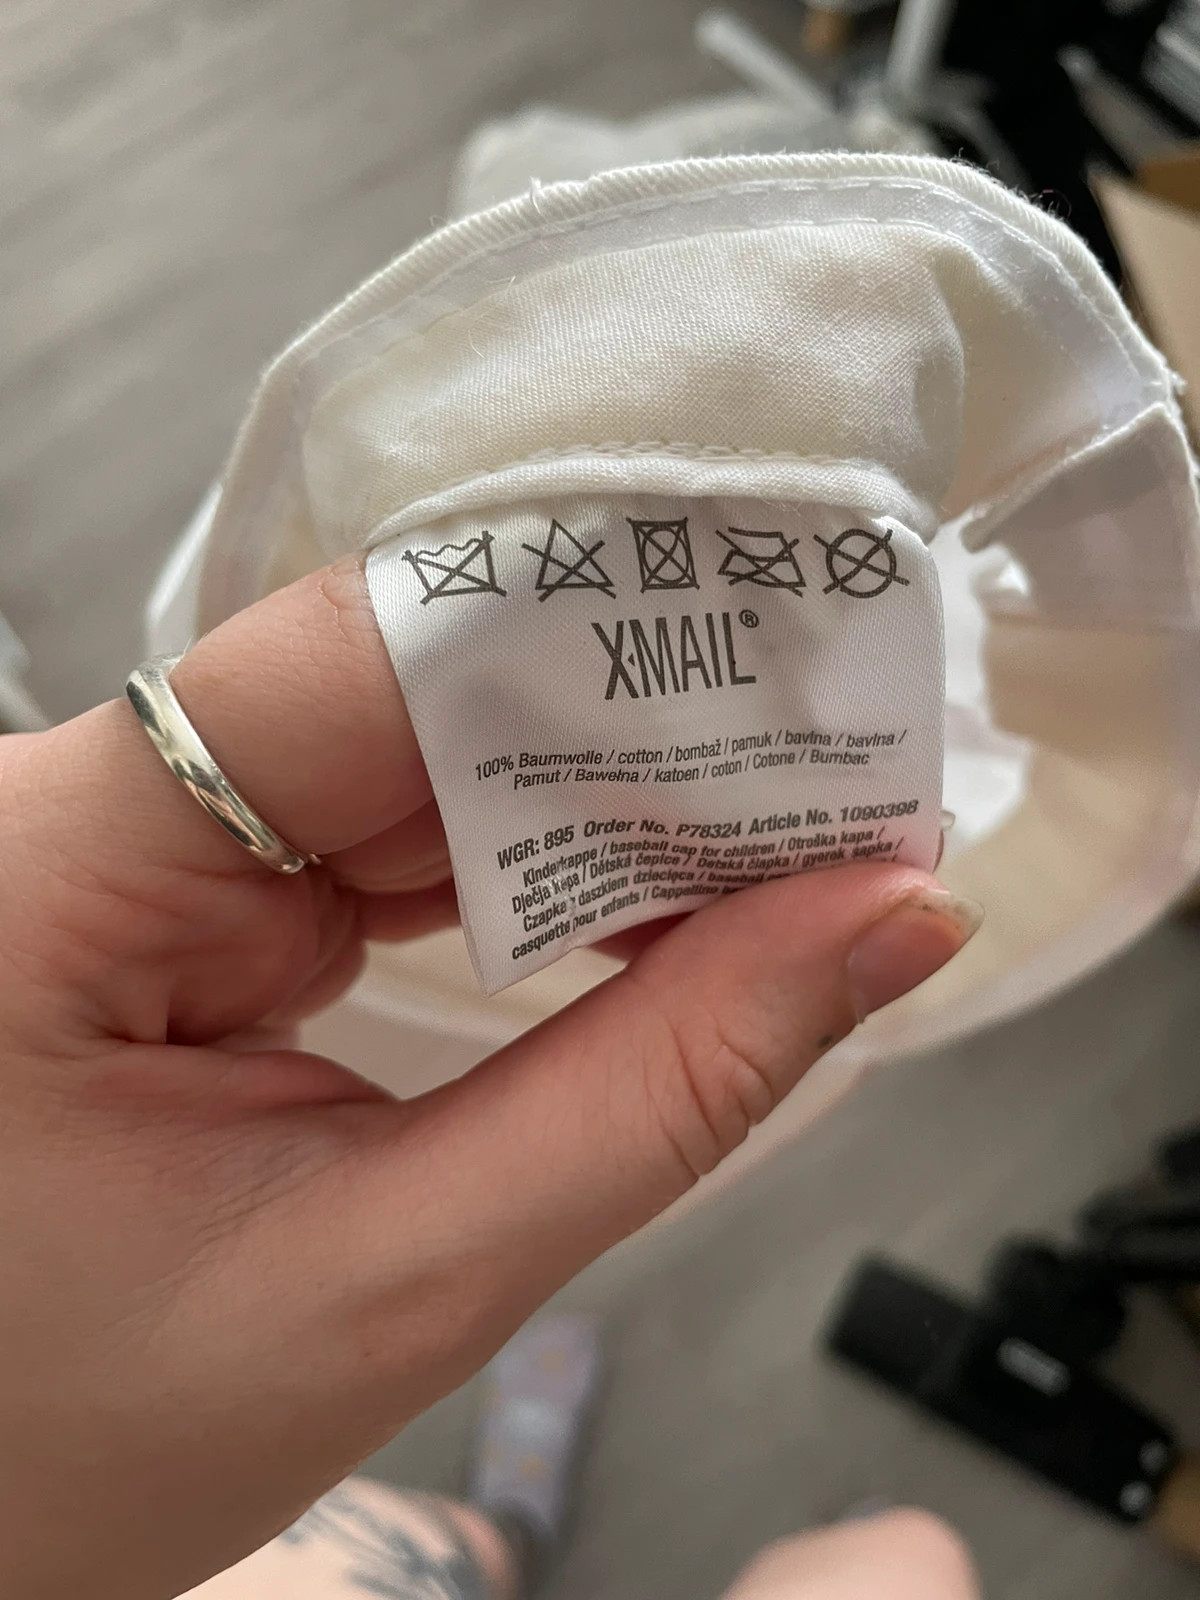 X-MAIL®
100% Baumwolle / cotton / bombaž / pamuk / bavlna / bavlna /
Pamut / Bawełna / katoen / coton / Cotone / Bumbac
WGR: 895 Order No. P78324 Article No. 1090398
Kinderkappe / baseball cap for children / Otroška kapa /
Dječja kapa / Dětská čepice / Detská čiapka / gyerek sapka /
Czapka z daszkiem dziecięca / baseball
casquette pour enfants / Cappellino